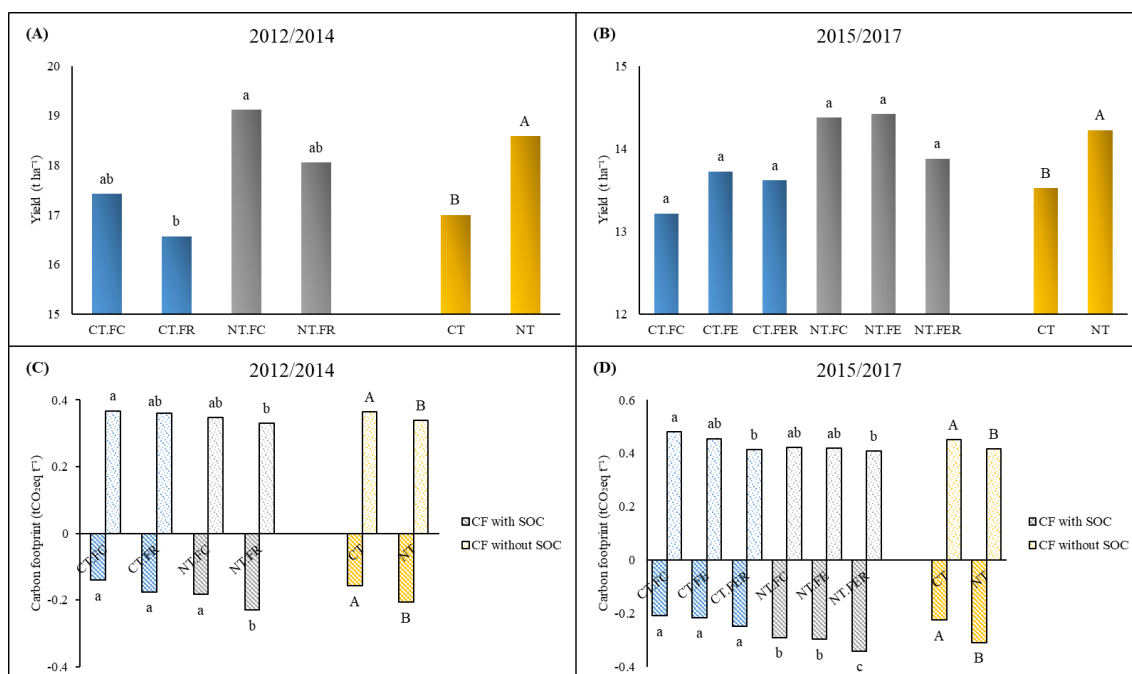 (A)
2012/2014
20
19
18
17
16
15
Yield (t ha⁻¹)
ab
b
a
ab
B
A
CT.FC CT.FR NT.FC NT.FR CT NT
(B)
2015/2017
15
14
13
12
Yield (t ha⁻¹)
a
a
a
a
a
a
B
A
CT.FC CT.FE CT.FER NT.FC NT.FE NT.FER CT NT
(C)
2012/2014
0.4
0.2
0
-0.2
-0.4
Carbon footprint (tCO₂eq t⁻¹)
a ab ab b A B
CT.FC CT.FR NT.FC NT.FR CT NT
a a a b A B
CF with SOC
CF without SOC
(D)
2015/2017
0.6
0.4
0.2
0
-0.2
-0.4
Carbon footprint (tCO₂eq t⁻¹)
a ab b ab ab b A B
CT.FC CT.FE CT.FER NT.FC NT.FE NT.FER CT NT
a a a b b c A B
CF with SOC
CF without SOC